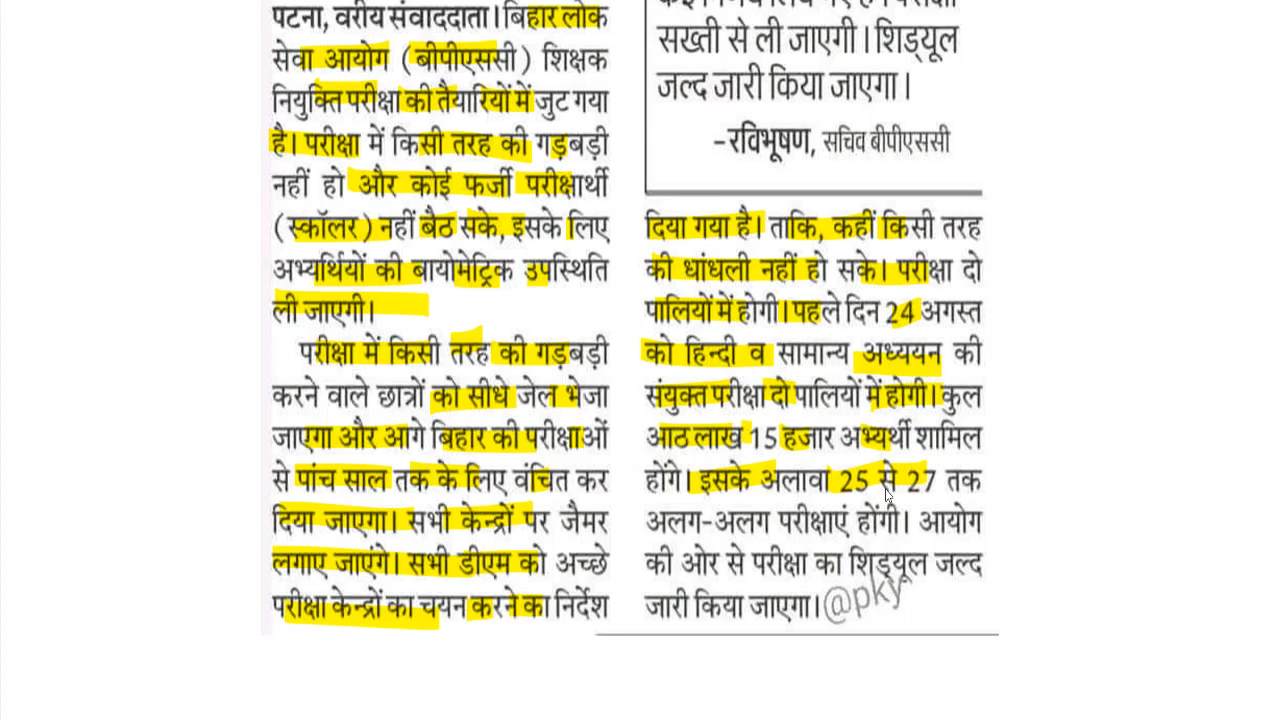 पटना, वरीय संवाददाता। बिहार लोक
सेवा आयोग (बीपीएससी) शिक्षक
नियुक्ति परीक्षा की तैयारियों में जुट गया
है। परीक्षा में किसी तरह की गड़बड़ी
नहीं हो और कोई फर्जी परीक्षार्थी
(स्कॉलर) नहीं बैठ सके, इसके लिए
अभ्यर्थियों की बायोमेट्रिक उपस्थिति
ली जाएगी।
परीक्षा में किसी तरह की गड़बड़ी
करने वाले छात्रों को सीधे जेल भेजा
जाएगा और आगे बिहार की परीक्षाओं
से पांच साल तक के लिए वंचित कर
दिया जाएगा। सभी केन्द्रों पर जैमर
लगाए जाएंगे। सभी डीएम को अच्छे
परीक्षा केन्द्रों का चयन करने का निर्देश
सख्ती से ली जाएगी। शिड्यूल
जल्द जारी किया जाएगा।
-रविभूषण, सचिव बीपीएससी
दिया गया है। ताकि, कहीं किसी तरह
की धांधली नहीं हो सके। परीक्षा दो
पालियों में होगी। पहले दिन 24 अगस्त
को हिन्दी व सामान्य अध्ययन की
संयुक्त परीक्षा दो पालियों में होगी। कुल
आठ लाख 15 हजार अभ्यर्थी शामिल
होंगे। इसके अलावा 25 से 27 तक
अलग-अलग परीक्षाएं होंगी। आयोग
की ओर से परीक्षा का शिड्यूल जल्द
जारी किया जाएगा। @pky